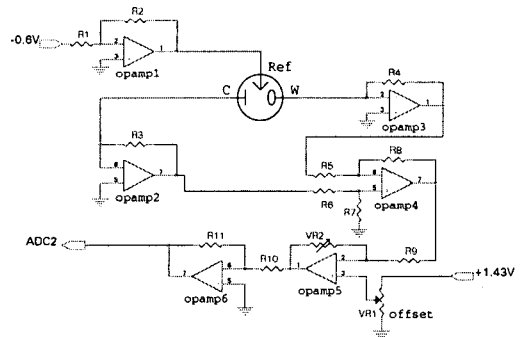 R2
-0.6V
R1
2
3
1
opamp1
Ref
C
W
R4
2
3
1
opamp3
R3
6
5
7
opamp2
R5
R6
R7
R8
6
5
7
opamp4
ADC2
R11
R10
VR2
R9
7
6
5
opamp6
1
2
3
opamp5
+1.43V
VR1
offset